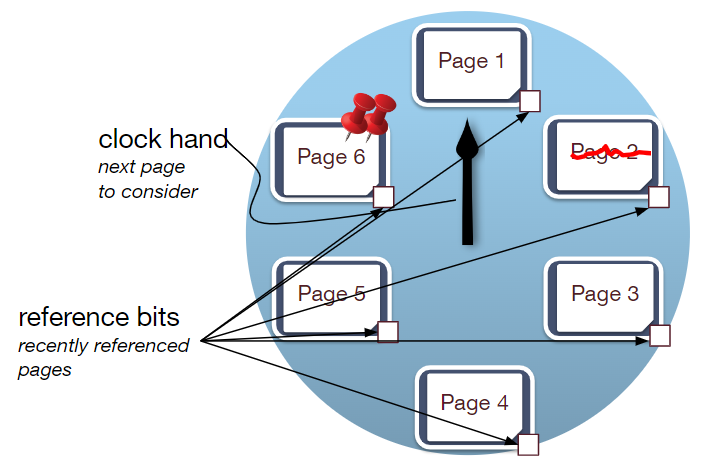 Page 1
clock hand
next page
to consider
Page 6
Page 2
reference bits
recently referenced
pages
Page 5
Page 3
Page 4